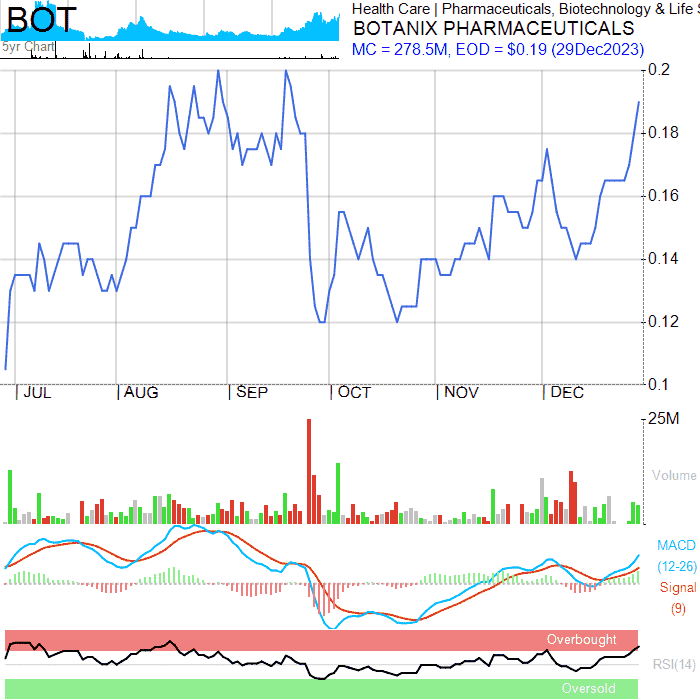 BOT
5yr Chart
Health Care | Pharmaceuticals, Biotechnology & Life S
BOTANIX PHARMACEUTICALS
MC = 278.5M, EOD = $0.19 (29Dec2023)
0.2
0.18
0.16
0.14
0.12
0.1
JUL AUG SEP OCT NOV DEC
25M
Volume
MACD
(12-26)
Signal
(9)
Overbought
RSI(14)
Oversold